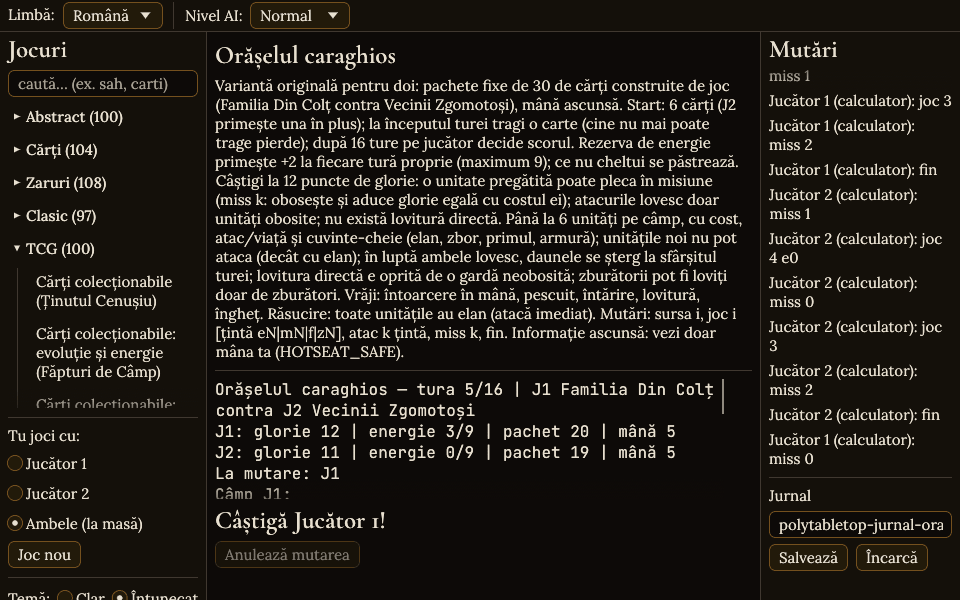 Limbă: Română ▼ Nivel AI: Normal ▼
Jocuri
caută... (ex. sah, carti)
▸ Abstract (100)
▸ Cărți (104)
▸ Zaruri (108)
▸ Clasic (97)
▾ TCG (100)
Cărți colecționabile
(Ținutul Cenușiu)
Cărți colecționabile:
evoluție și energie
(Făpturi de Câmp)
Cărți colecționabile:
Tu joci cu:
Jucător 1
Jucător 2
Ambele (la masă)
Joc nou
Temă: Clar Întunecat
Orășelul caraghios
Variantă originală pentru doi: pachete fixe de 30 de cărți construite de joc
(Familia Din Colț contra Vecinii Zgomotoși), mână ascunsă. Start: 6 cărți (J2
primește una în plus); la începutul turei tragi o carte (cine nu mai poate
trage pierde); după 16 ture pe jucător decide scorul. Rezerva de energie
primește +2 la fiecare tură proprie (maximum 9); ce nu cheltui se păstrează.
Câștigi la 12 puncte de glorie: o unitate pregătită poate pleca în misiune
(miss k: obosește și aduce glorie egală cu costul ei); atacurile lovesc doar
unități obosite; nu există lovitură directă. Până la 6 unități pe câmp, cu cost,
atac/viață și cuvinte-cheie (elan, zbor, primul, armură); unitățile noi nu pot
ataca (decât cu elan); în luptă ambele lovesc, daunele se șterg la sfârșitul
turei; lovitura directă e oprită de o gardă neobosită; zburătorii pot fi loviți
doar de zburători. Vrăji: întoarcere în mână, pescuit, întărire, lovitură,
îngheț. Răsucire: toate unitățile au elan (atacă imediat). Mutări: sursa i, joc i
[țintă eN|mN|f|zN], atac k țintă, miss k, fin. Informație ascunsă: vezi doar
mâna ta (HOTSEAT_SAFE).
Orășelul caraghios — tura 5/16 | J1 Familia Din Colț
contra J2 Vecinii Zgomotoși
J1: glorie 12 | energie 3/9 | pachet 20 | mână 5
J2: glorie 11 | energie 0/9 | pachet 19 | mână 5
La mutare: J1
Câmp J1:
Câștigă Jucător 1!
Anulează mutarea
Mutări
miss 1
Jucător 1 (calculator): joc 3
Jucător 1 (calculator):
miss 2
Jucător 1 (calculator): fin
Jucător 2 (calculator):
miss 1
Jucător 2 (calculator): joc
4 e0
Jucător 2 (calculator):
miss 0
Jucător 2 (calculator): joc
3
Jucător 2 (calculator):
miss 2
Jucător 2 (calculator): fin
Jucător 1 (calculator):
miss 0
Jurnal
polytabletop-jurnal-ora
Salvează Încarcă